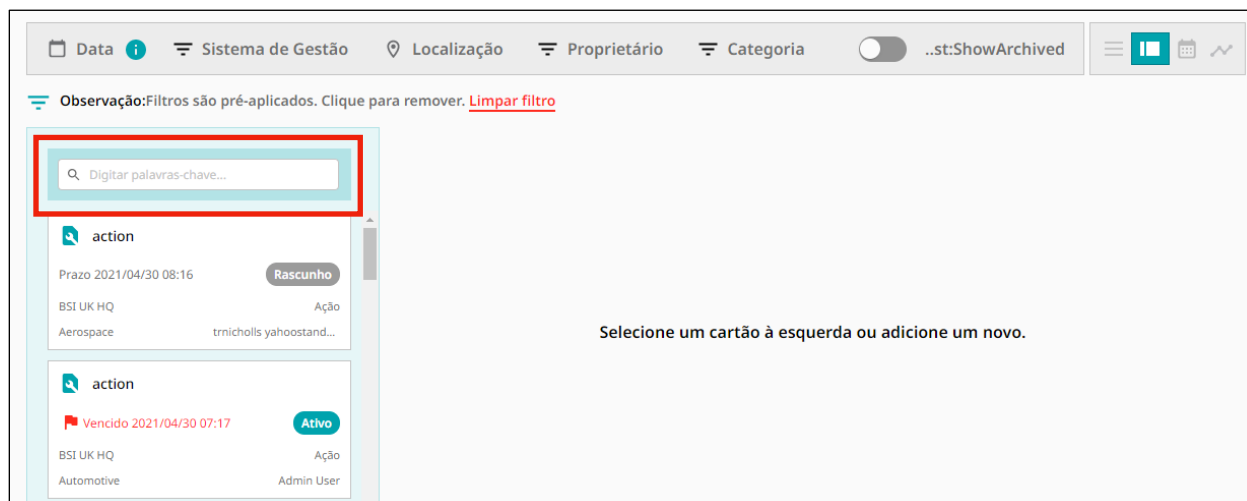 Data Sistema de Gestão Localização Proprietário Categoria ..st:ShowArchived
Observação:Filtros são pré-aplicados. Clique para remover. Limpar filtro
Digitar palavras-chave...
action
Prazo 2021/04/30 08:16 Rascunho
BSI UK HQ Ação
Aerospace trnicholls yahoostand...
Selecione um cartão à esquerda ou adicione um novo.
action
Vencido 2021/04/30 07:17 Ativo
BSI UK HQ Ação
Automotive Admin User